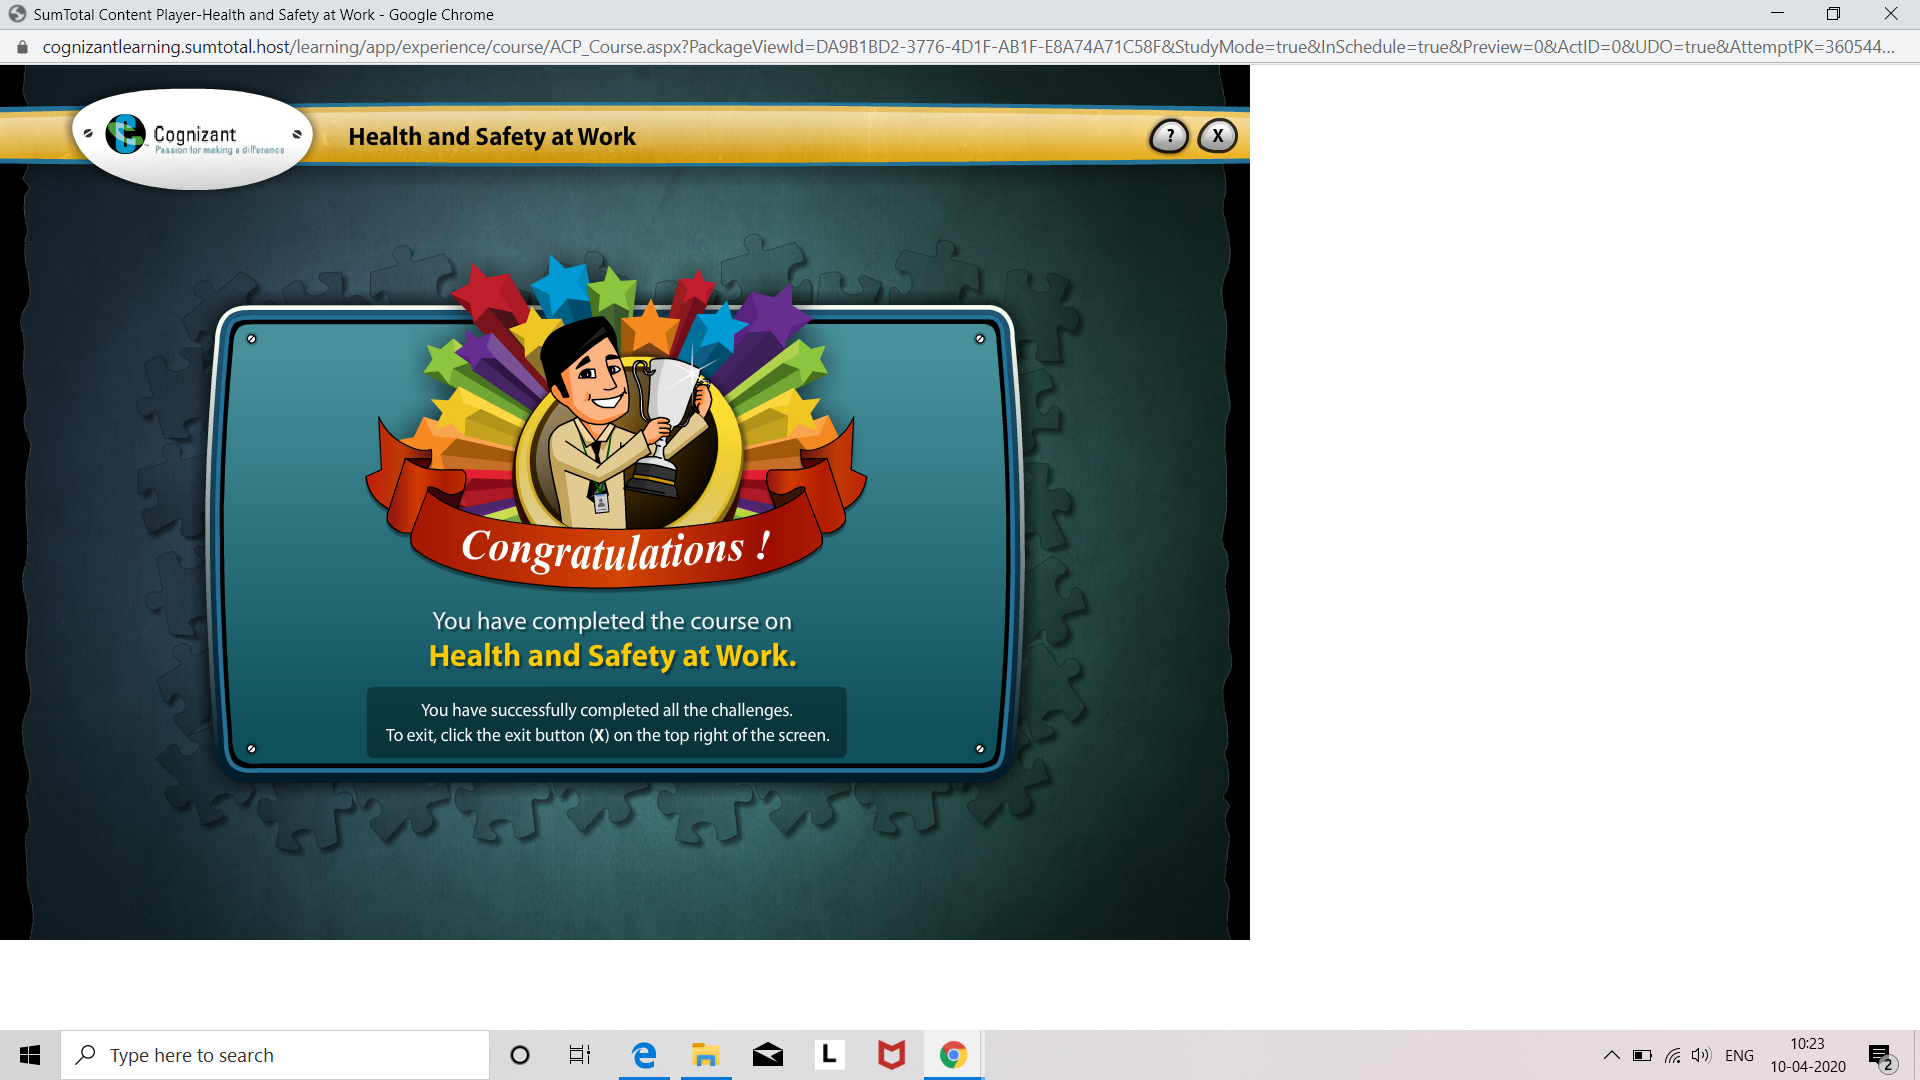 SumTotal Content Player-Health and Safety at Work - Google Chrome
cognizantlearning.sumtotal.host/learning/app/experience/course/ACP_Course.aspx?PackageViewId=DA9B1BD2-3776-4D1F-AB1F-E8A74A71C58F&StudyMode=true&InSchedule=true&Preview=0&ActID=0&UDO=true&AttemptPK=360544...
Cognizant
Passion for making a difference
Health and Safety at Work
? X
Congratulations !
You have completed the course on
Health and Safety at Work.
You have successfully completed all the challenges.
To exit, click the exit button (X) on the top right of the screen.
Type here to search
L
ENG
10:23
10-04-2020
2